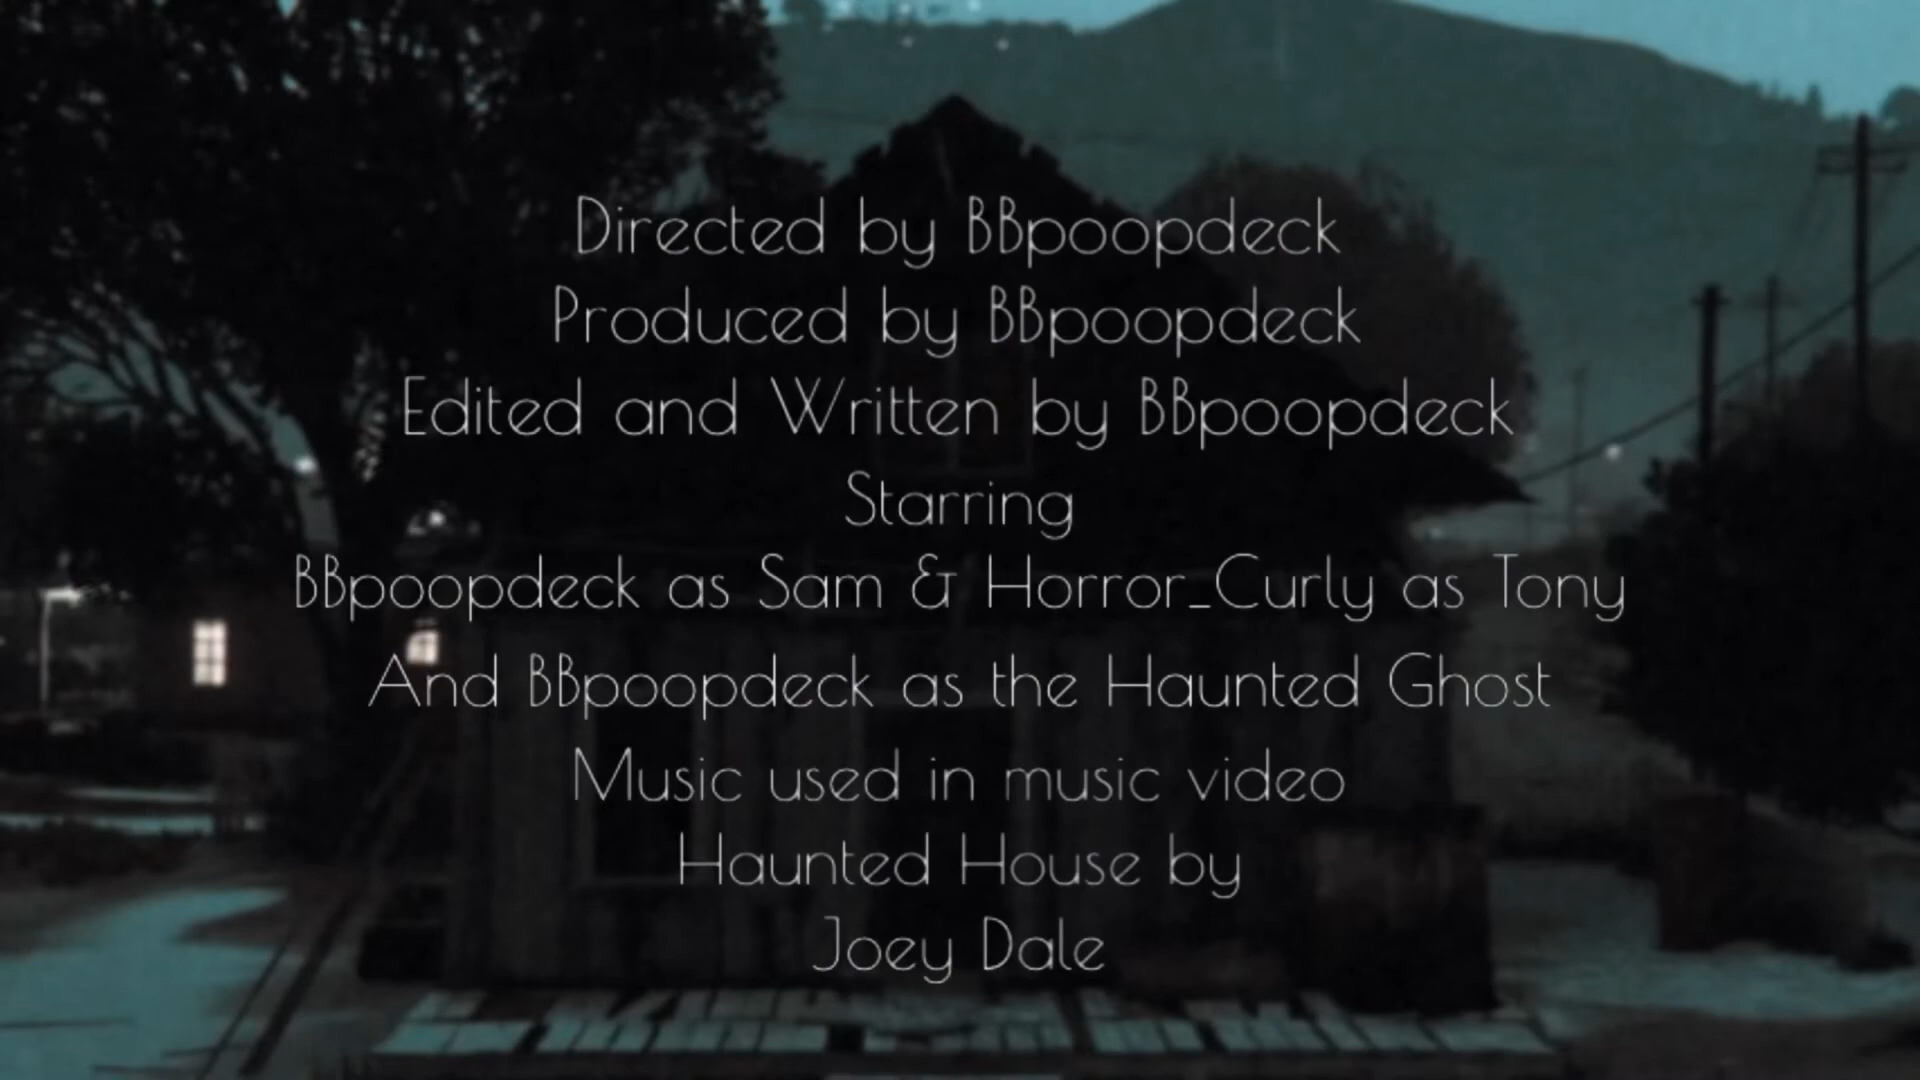 Directed by BBpoopdeck
Produced by BBpoopdeck
Edited and Written by BBpoopdeck
Starring
BBpoopdeck as Sam & Horror_Curly as Tony
And BBpoopdeck as the Haunted Ghost
Music used in music video
Haunted House by
Joey Dale